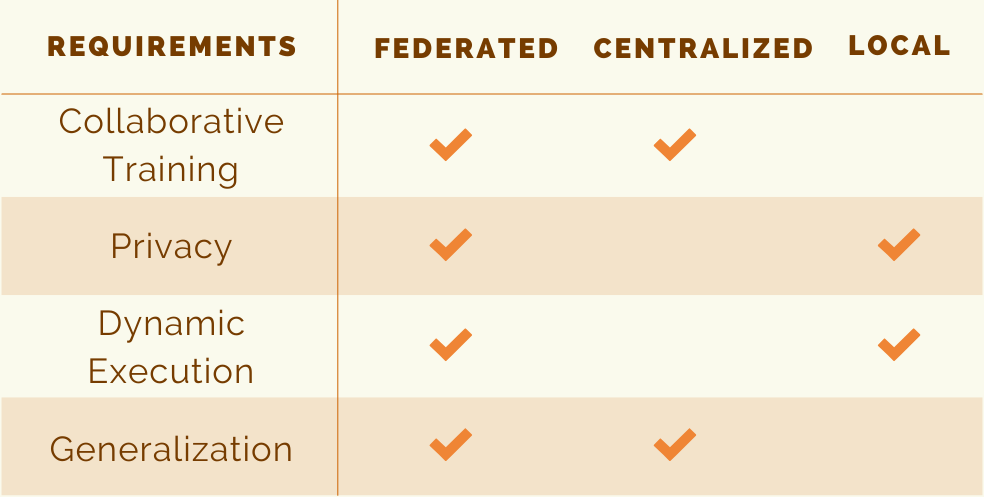 REQUIREMENTS FEDERATED CENTRALIZED LOCAL
Collaborative
Training
Privacy
Dynamic
Execution
Generalization